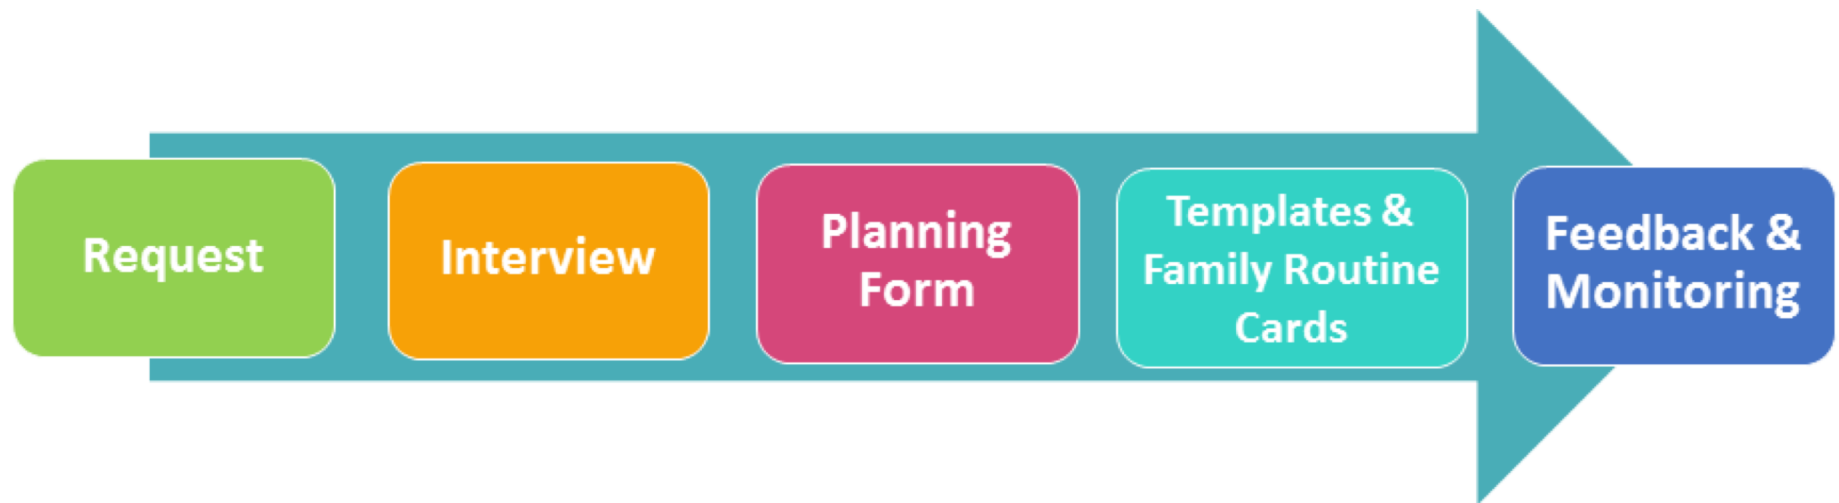 Request
Interview
Planning
Form
Templates &
Family Routine
Cards
Feedback &
Monitoring